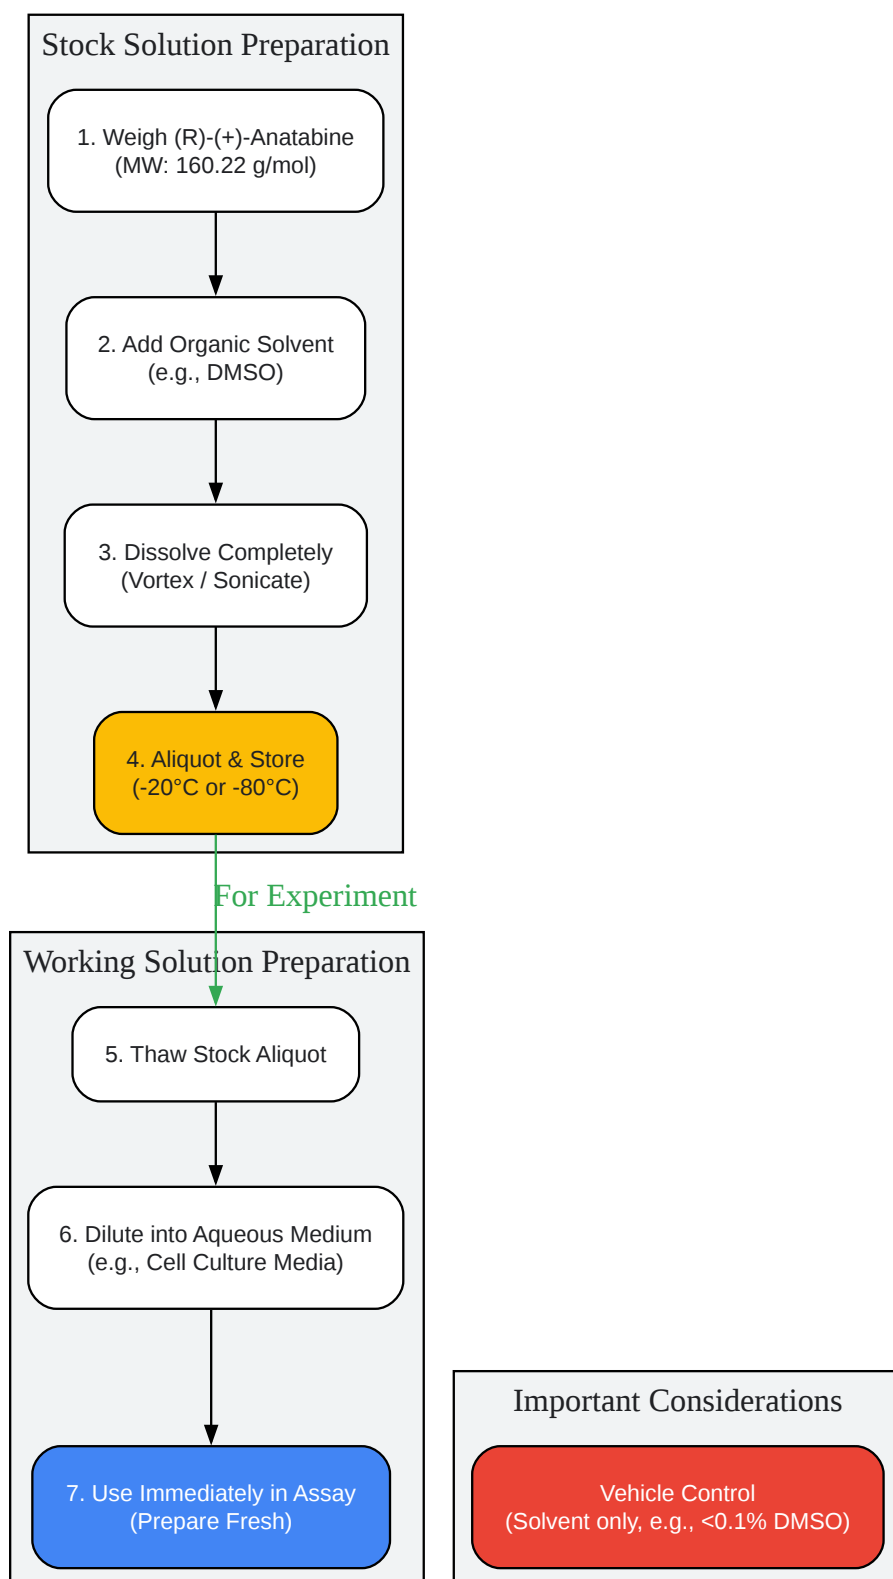 Stock Solution Preparation
1. Weigh (R)-(+)-Anatabine
(MW: 160.22 g/mol)
2. Add Organic Solvent
(e.g., DMSO)
3. Dissolve Completely
(Vortex / Sonicate)
4. Aliquot & Store
(-20°C or -80°C)
For Experiment
Working Solution Preparation
5. Thaw Stock Aliquot
6. Dilute into Aqueous Medium
(e.g., Cell Culture Media)
7. Use Immediately in Assay
(Prepare Fresh)
Important Considerations
Vehicle Control
(Solvent only, e.g., <0.1% DMSO)